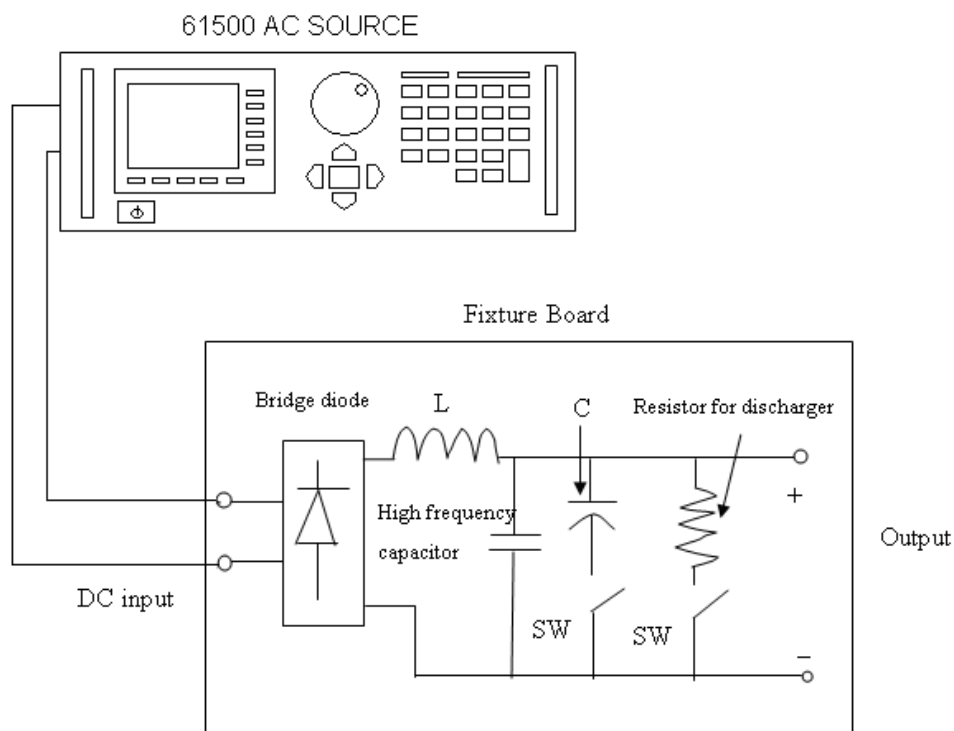 61500 AC SOURCE
Fixture Board
Bridge diode
L
C
Resistor for discharger
High frequency
capacitor
+
Output
DC input
SW
SW
−